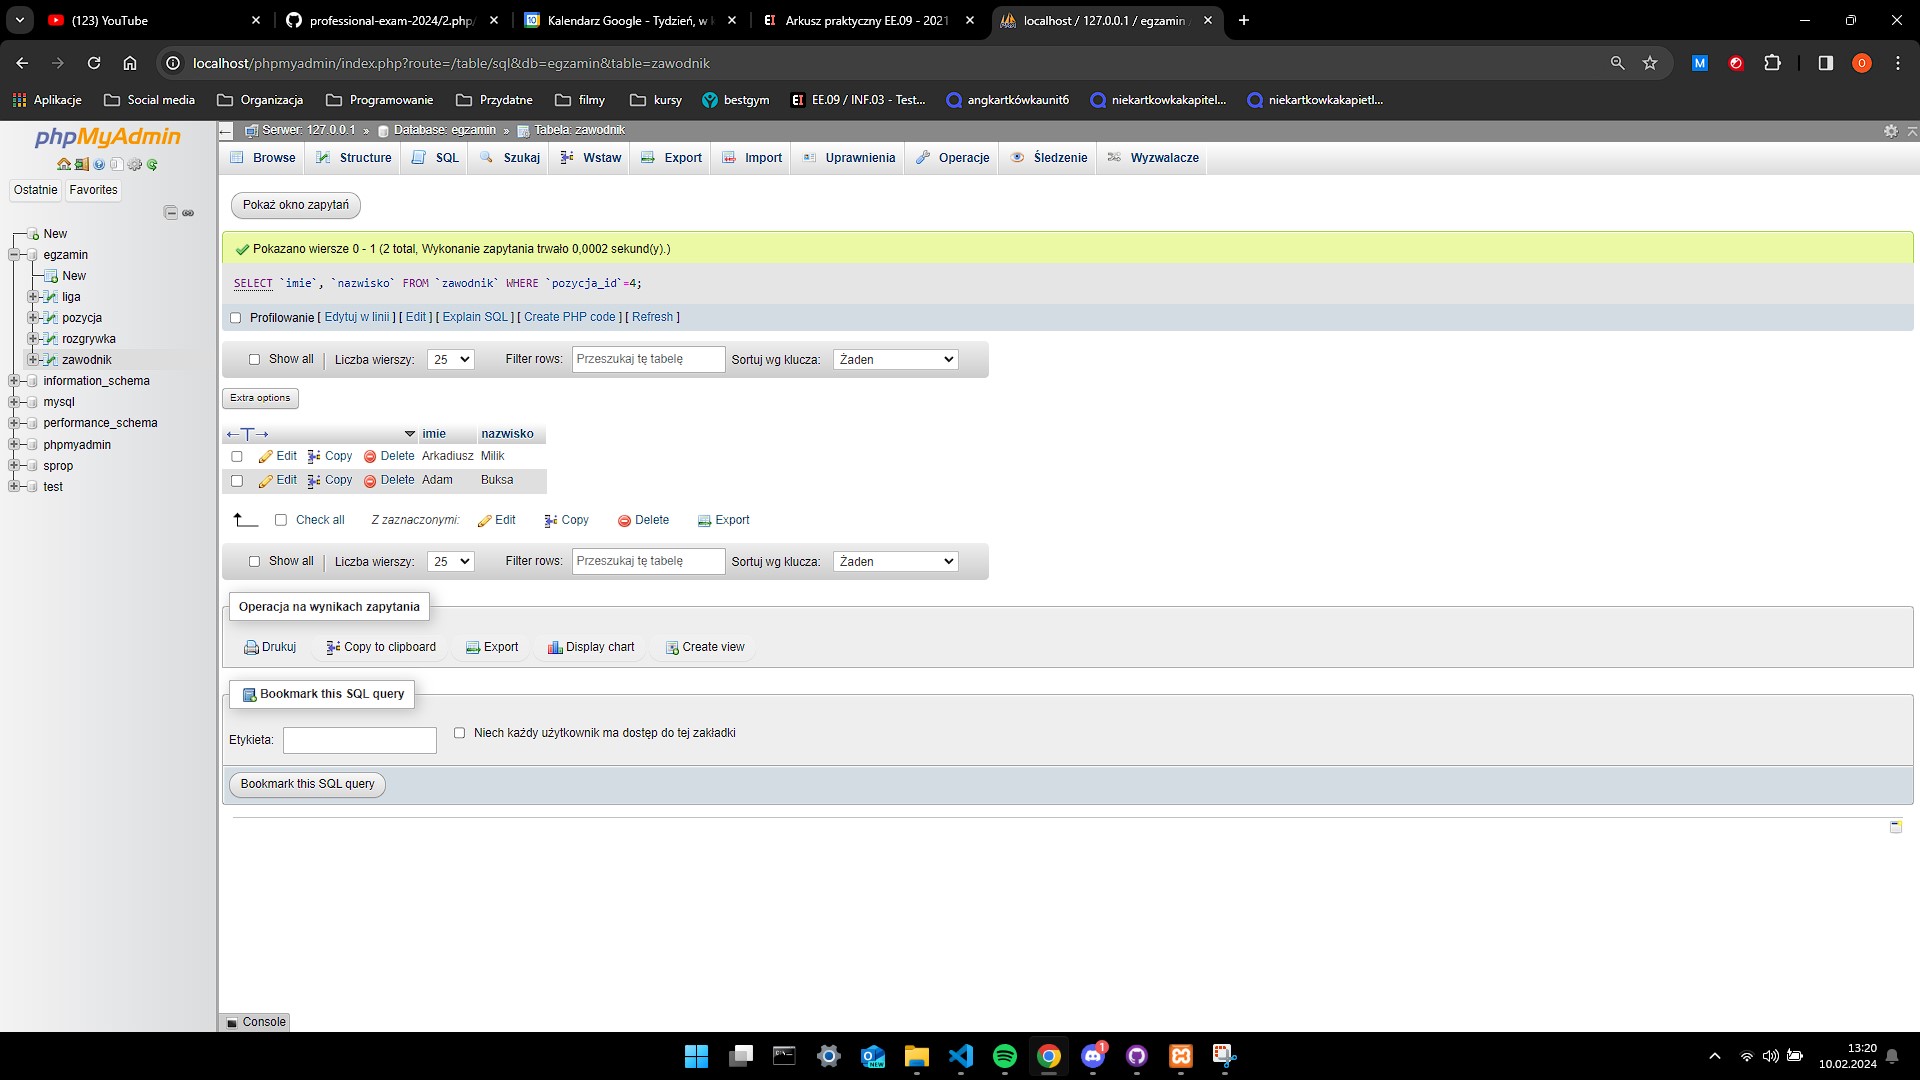 (123) YouTube
professional-exam-2024/2.php
Kalendarz Google - Tydzień, w
Arkusz praktyczny EE.09 - 2021
localhost / 127.0.0.1 / egzamin
localhost/phpmyadmin/index.php?route=/table/sql&db=egzamin&table=zawodnik
Aplikacje
Social media
Organizacja
Programowanie
Przydatne
filmy
kursy
bestgym
EE.09 / INF.03 - Test...
angkartkówkaunit6
niekartkowkakapitel...
niekartkowkakapietl...
phpMyAdmin
Ostatnie
Favorites
New
egzamin
New
liga
pozycja
rozgrywka
zawodnik
information_schema
mysql
performance_schema
phpmyadmin
sprop
test
Serwer: 127.0.0.1 » Database: egzamin » Tabela: zawodnik
Browse
Structure
SQL
Szukaj
Wstaw
Export
Import
Uprawnienia
Operacje
Śledzenie
Wyzwalacze
Pokaż okno zapytań
Pokazano wiersze 0 - 1 (2 total, Wykonanie zapytania trwało 0,0002 sekund(y).)
SELECT `imie`, `nazwisko` FROM `zawodnik` WHERE `pozycja_id`=4;
Profilowanie [ Edytuj w linii ] [ Edit ] [ Explain SQL ] [ Create PHP code ] [ Refresh ]
Show all | Liczba wierszy: 25 Filter rows: Przeszukaj tę tabelę Sortuj wg klucza: Żaden
Extra options
←T→ imie nazwisko
Edit Copy Delete Arkadiusz Milik
Edit Copy Delete Adam Buksa
Check all Z zaznaczonymi: Edit Copy Delete Export
Show all | Liczba wierszy: 25 Filter rows: Przeszukaj tę tabelę Sortuj wg klucza: Żaden
Operacja na wynikach zapytania
Drukuj Copy to clipboard Export Display chart Create view
Bookmark this SQL query
Etykieta: Niech każdy użytkownik ma dostęp do tej zakładki
Bookmark this SQL query
Console
13:20
10.02.2024